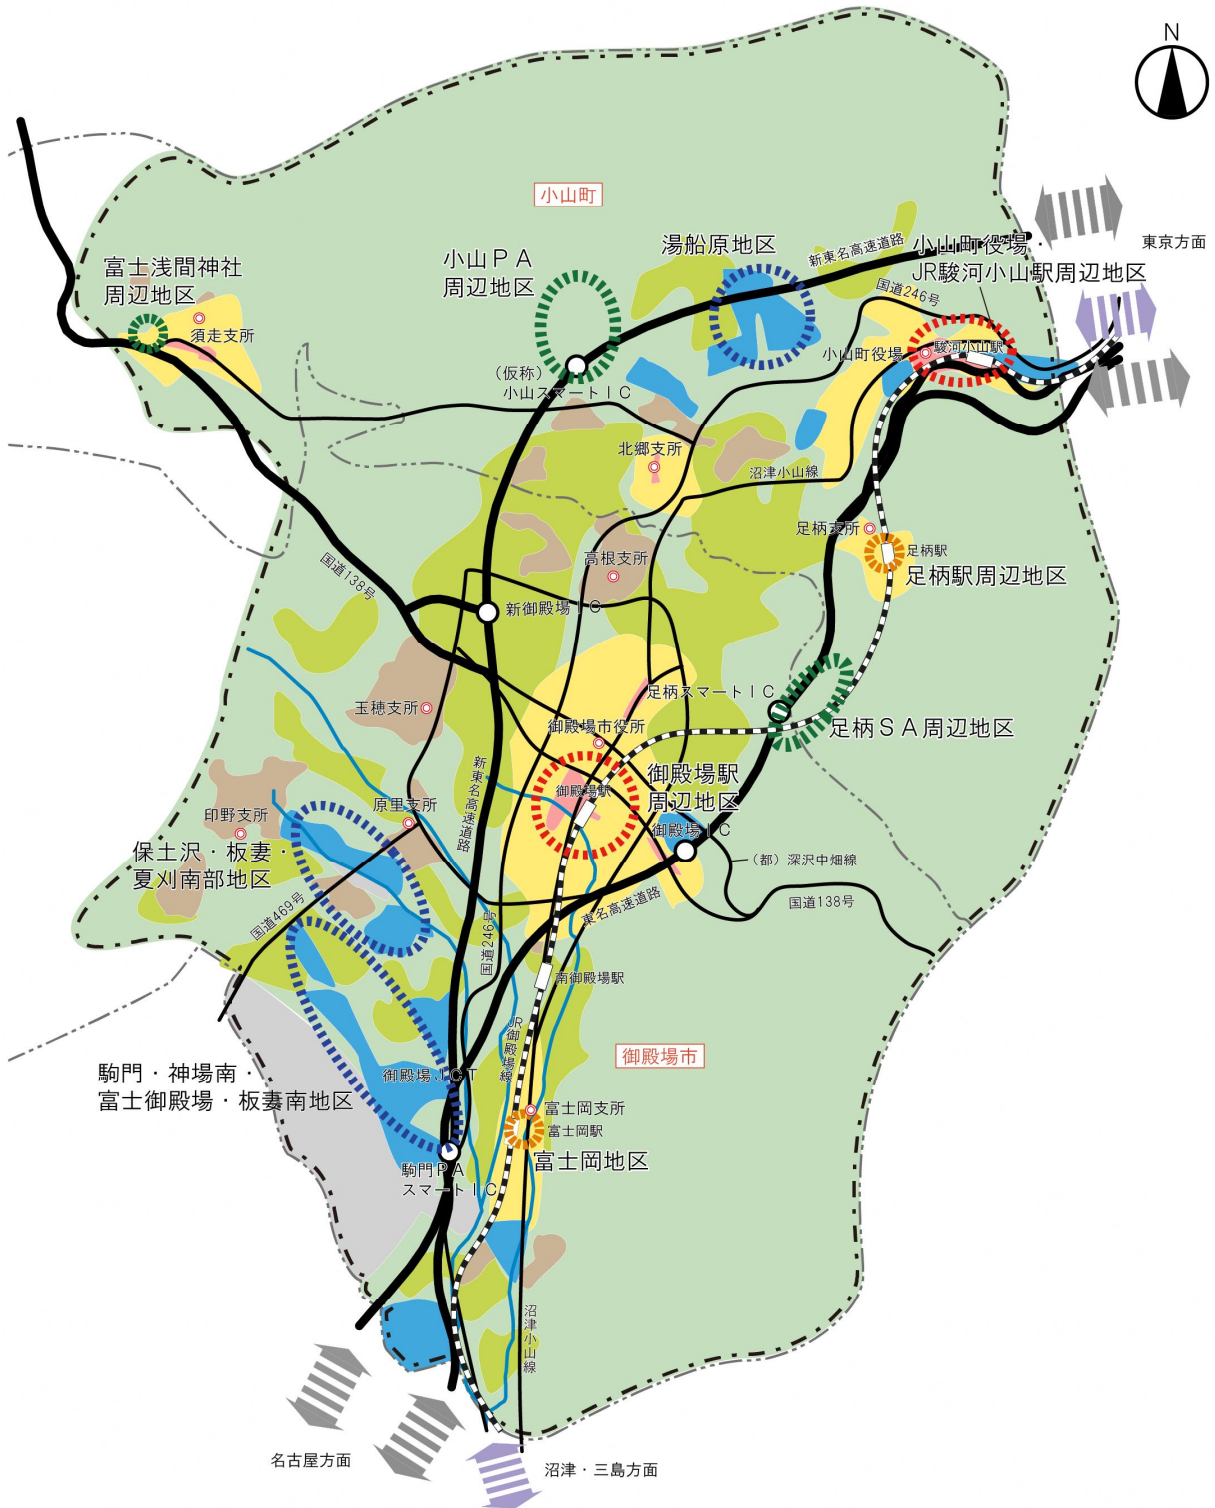 N
小山町
東京方面
新東名高速道路
小山町役場・
JR駿河小山駅周辺地区
湯船原地区
小山ＰＡ
周辺地区
富士浅間神社
周辺地区
国道246号
須走支所
小山町役場
駿河小山駅
（仮称）
小山スマートＩＣ
北郷支所
沼津小山線
足柄支所
足柄駅
足柄駅周辺地区
高根支所
国道138号
新御殿場ＩＣ
足柄スマートＩＣ
玉穂支所
御殿場市役所
足柄ＳＡ周辺地区
新東名高速道路
御殿場駅
周辺地区
御殿場駅
原里支所
印野支所
御殿場ＩＣ
保土沢・板妻・
夏刈南部地区
（都）深沢中畑線
国道138号
国道469号
東名高速道路
国道246号
南御殿場駅
JR御殿場線
御殿場市
駒門・神場南・
富士御殿場・板妻南地区
御殿場ＪＣＴ
富士岡支所
富士岡駅
富士岡地区
駒門ＰＡ
スマートＩＣ
沼津小山線
名古屋方面
沼津・三島方面